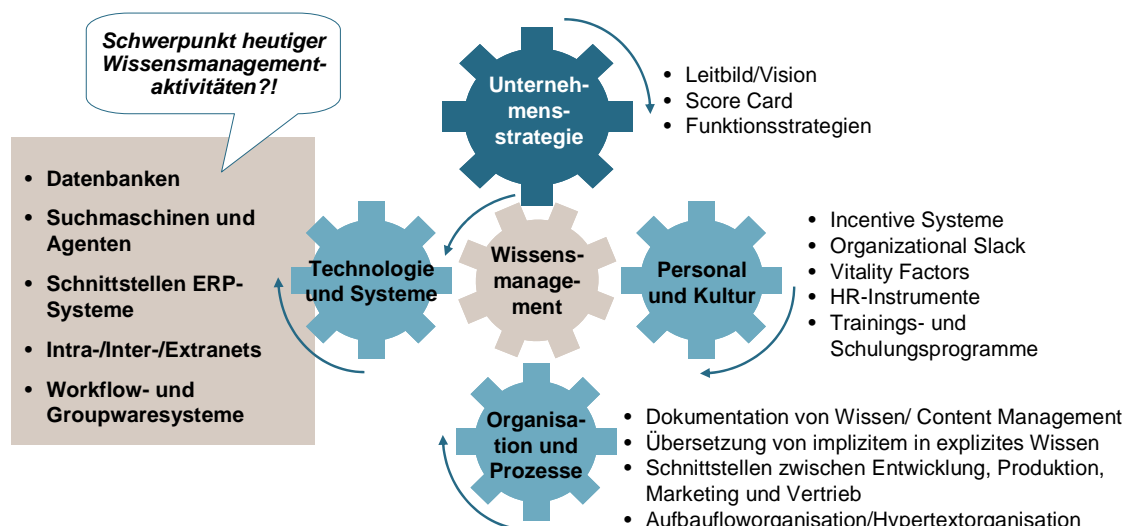 Schwerpunkt heutiger
Wissensmanagement-
aktivitäten?!
• Datenbanken
• Suchmaschinen und
Agenten
• Schnittstellen ERP-
Systeme
• Intra-/Inter-/Extranets
• Workflow- und
Groupwaresysteme
Unterneh-
mens-
strategie
• Leitbild/Vision
• Score Card
• Funktionsstrategien
Technologie
und Systeme
Wissens-
manage-
ment
Personal
und Kultur
• Incentive Systeme
• Organizational Slack
• Vitality Factors
• HR-Instrumente
• Trainings- und
Schulungsprogramme
Organisa-
tion und
Prozesse
• Dokumentation von Wissen/ Content Management
• Übersetzung von implizitem in explizites Wissen
• Schnittstellen zwischen Entwicklung, Produktion,
Marketing und Vertrieb
• Aufbaufloworganisation/Hypertextorganisation